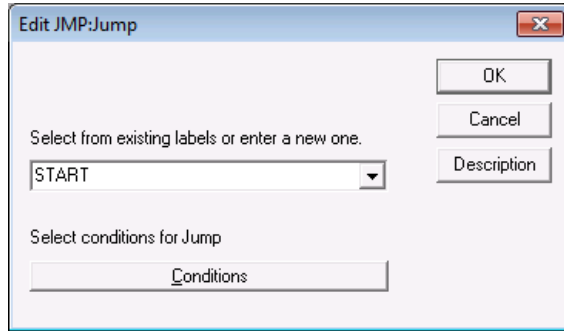 Edit JMP:Jump
OK
Cancel
Select from existing labels or enter a new one.
Description
START
Select conditions for Jump
Conditions